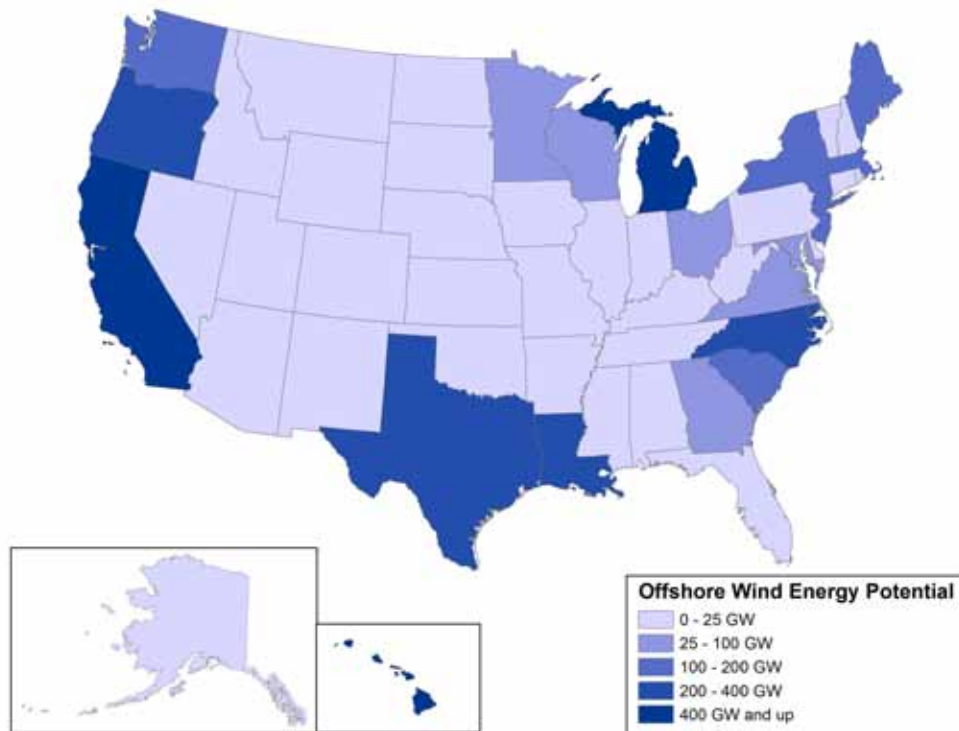 Offshore Wind Energy Potential
0 - 25 GW
25 - 100 GW
100 - 200 GW
200 - 400 GW
400 GW and up